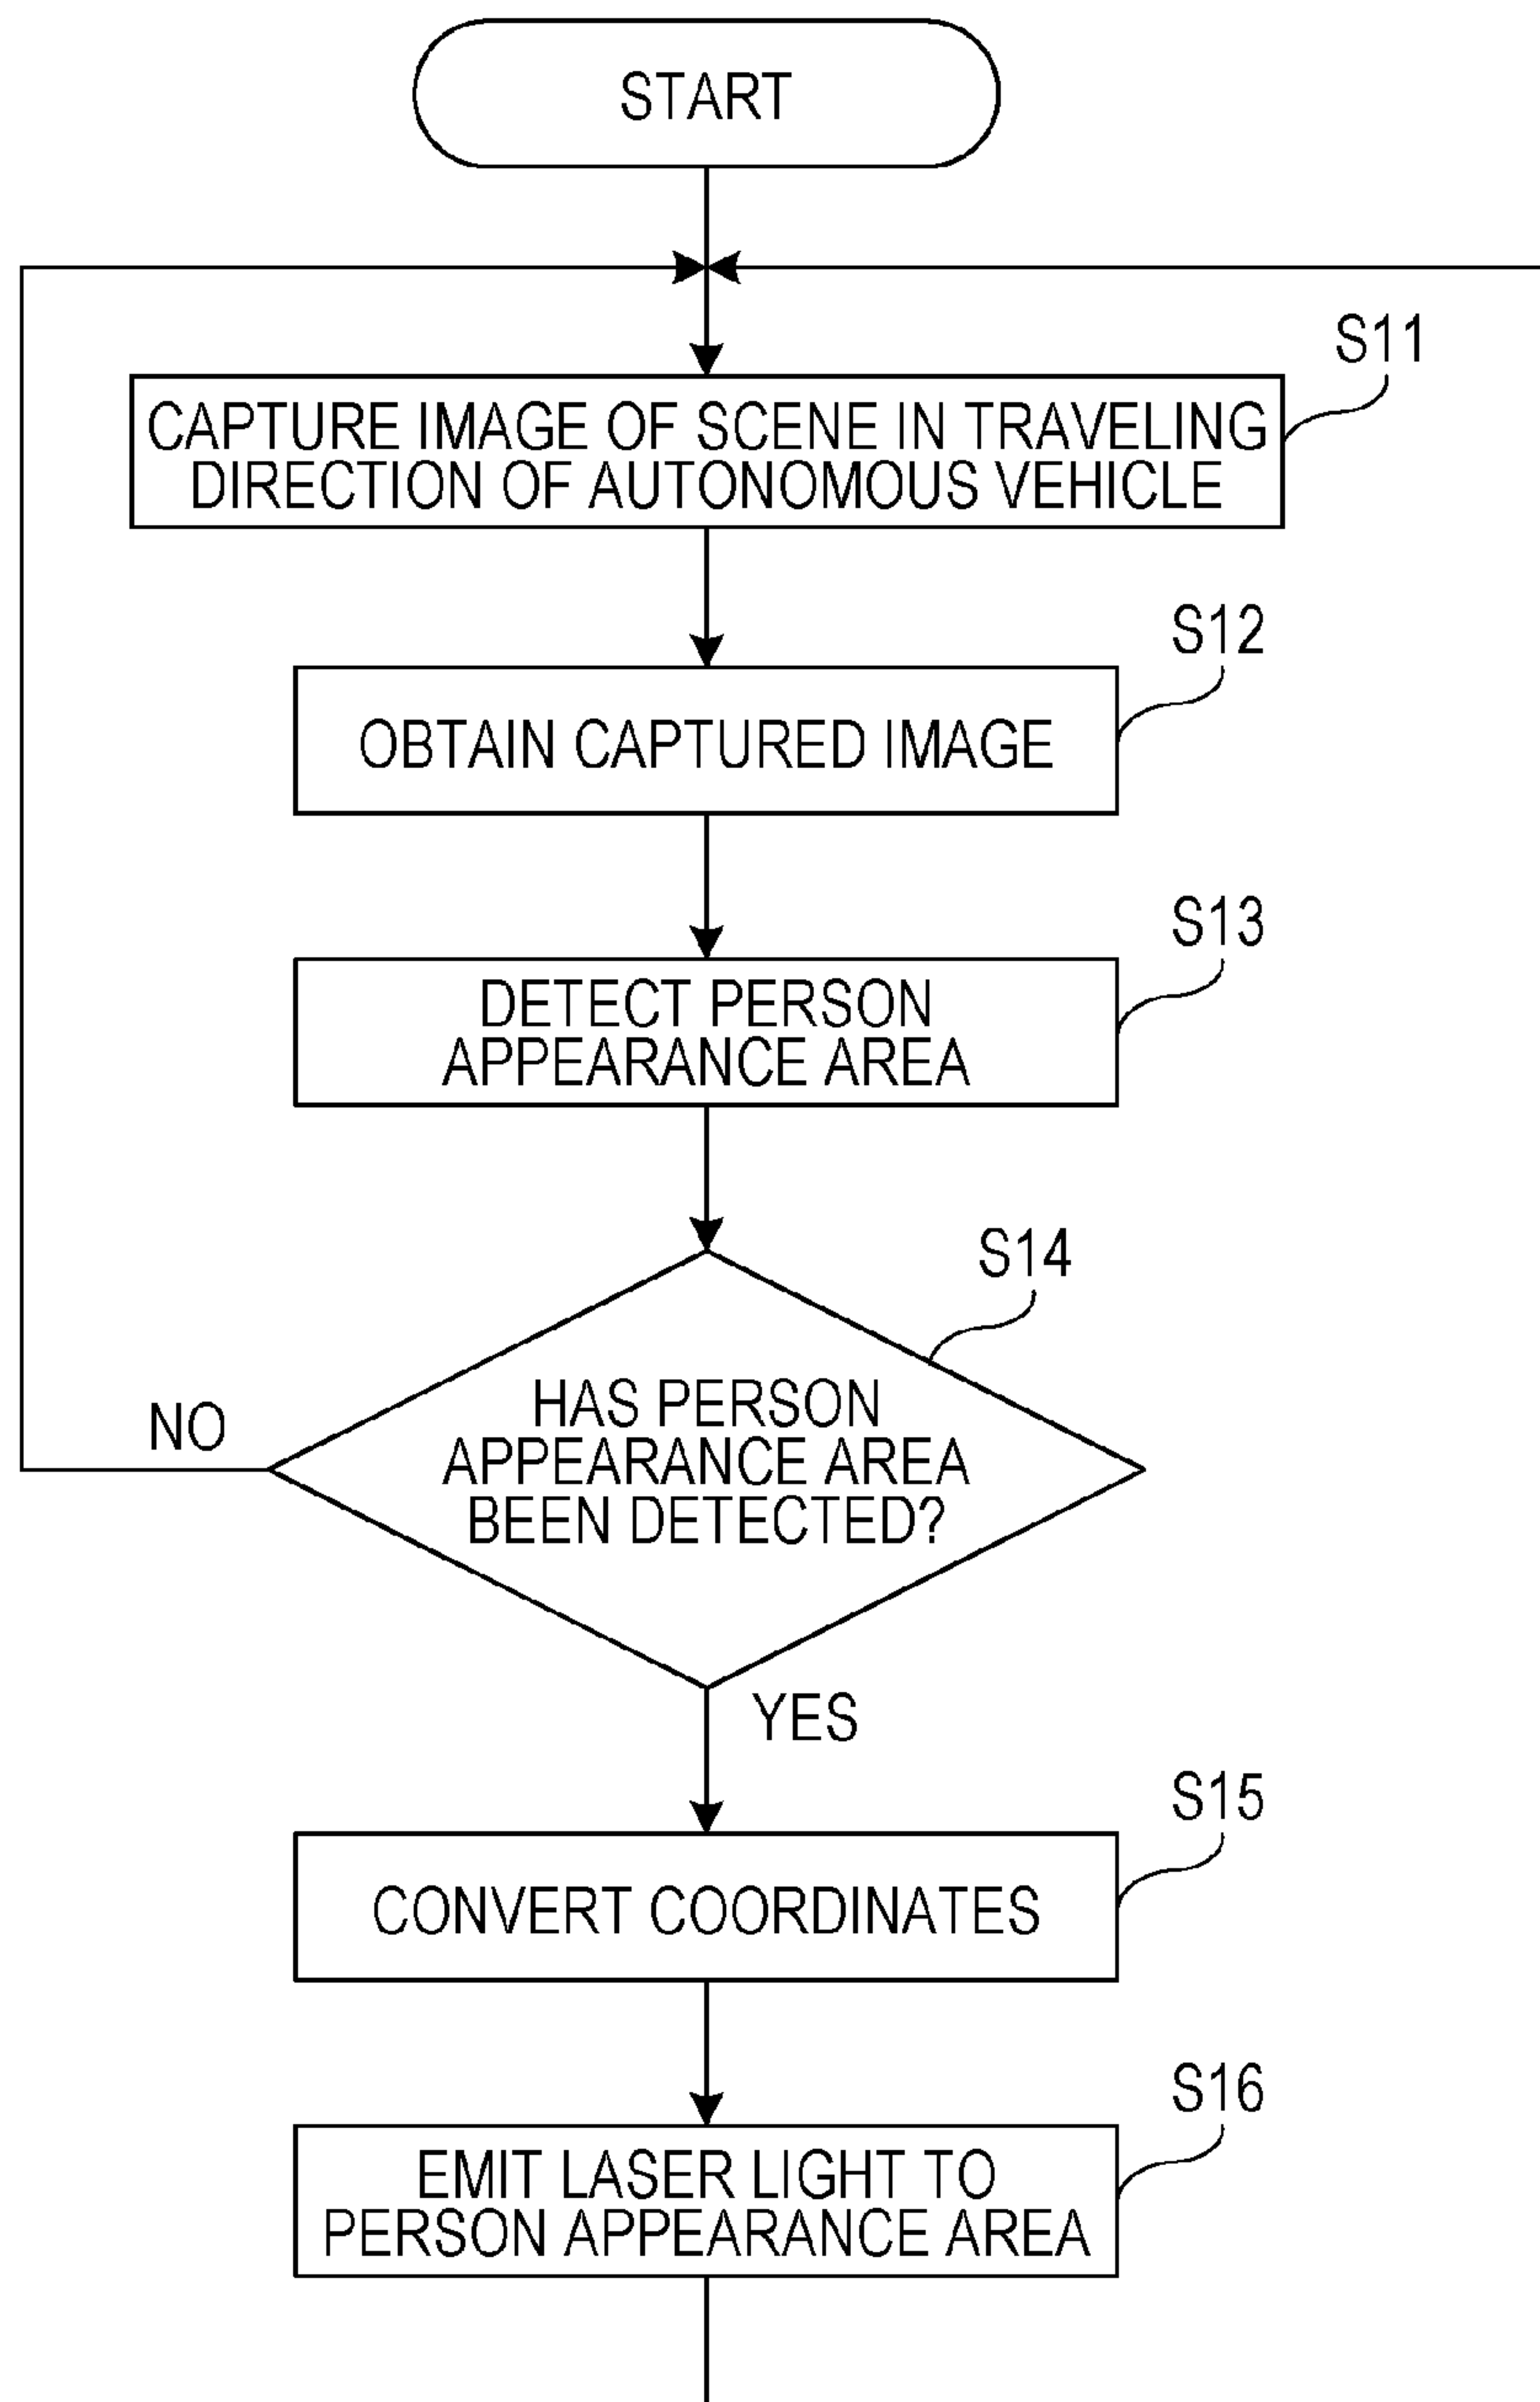 START
S11
CAPTURE IMAGE OF SCENE IN TRAVELING
DIRECTION OF AUTONOMOUS VEHICLE
S12
OBTAIN CAPTURED IMAGE
S13
DETECT PERSON
APPEARANCE AREA
S14
HAS PERSON
APPEARANCE AREA
BEEN DETECTED?
NO
YES
S15
CONVERT COORDINATES
S16
EMIT LASER LIGHT TO
PERSON APPEARANCE AREA